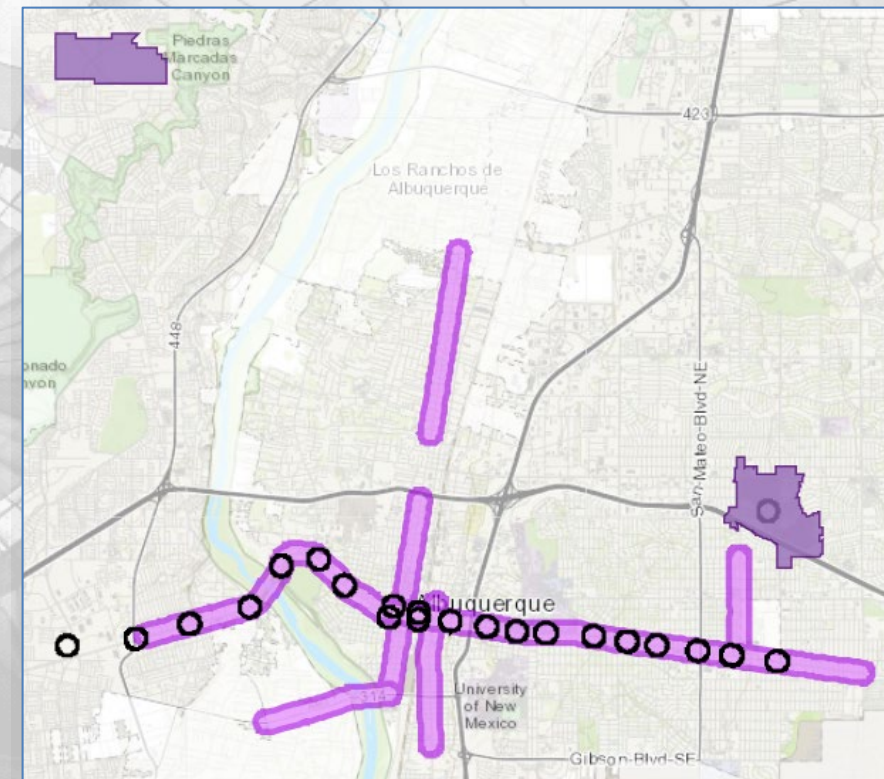 Piedras
Marcadas
Canyon
423
Los Ranchos de
Albuquerque
448
onado
nyon
San-Mateo-Blvd-NE
Albuquerque
314
University
of New
Mexico
Gibson-Blvd-SE